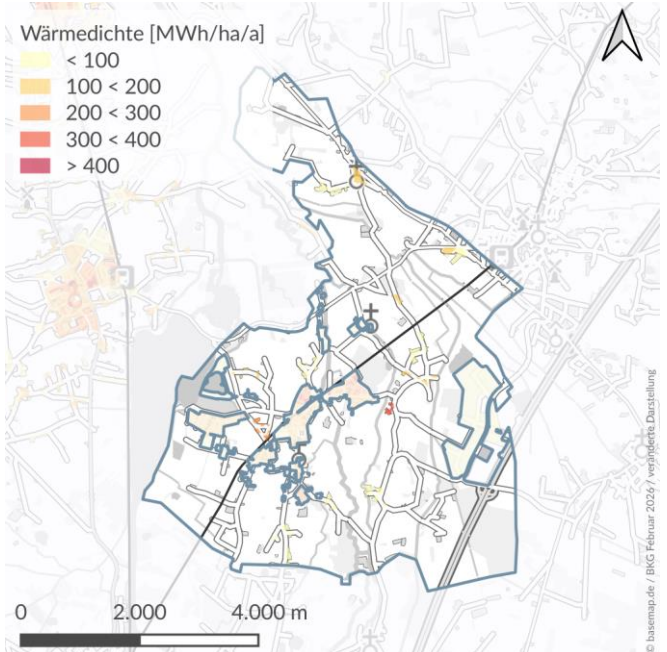 Wärmedichte [MWh/ha/a]
< 100
100 < 200
200 < 300
300 < 400
> 400
© basemap.de / BKG Februar 2026 / veränderte Darstellung
0 2.000 4.000 m